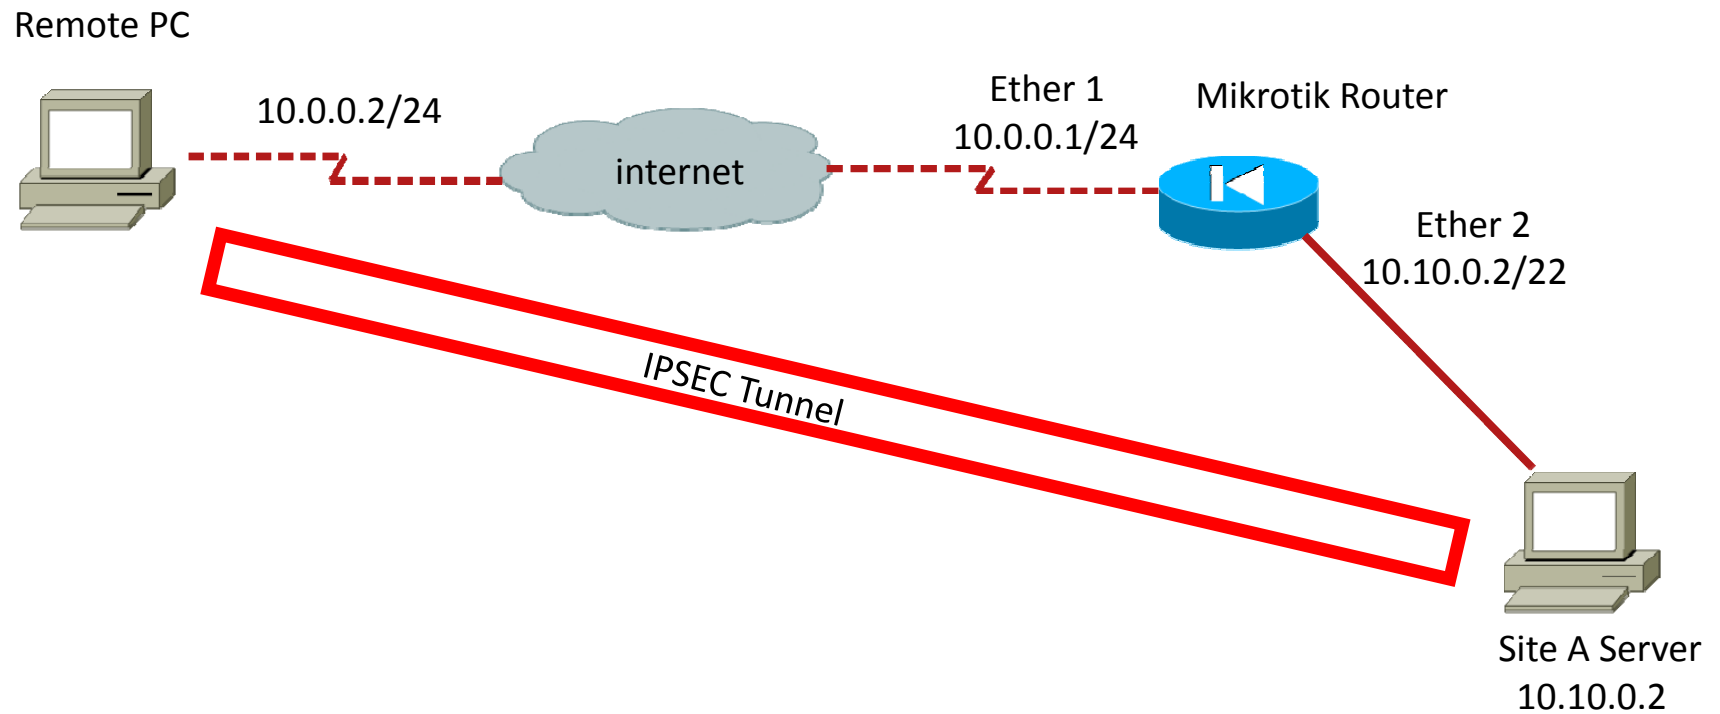 Remote PC
10.0.0.2/24
internet
Ether 1
10.0.0.1/24
Mikrotik Router
Ether 2
10.10.0.2/22
IPSEC Tunnel
Site A Server
10.10.0.2